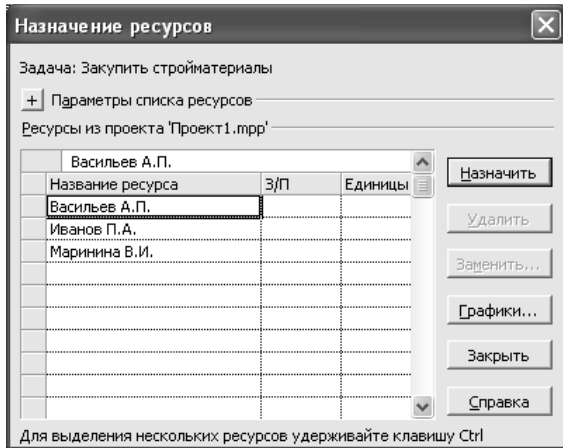 Назначение ресурсов
Задача: Закупить стройматериалы
+ Параметры списка ресурсов
Ресурсы из проекта 'Проект1.mpp'
Васильев А.П.
Назначить
Название ресурса З/П Единицы
Васильев А.П.
Удалить
Иванов П.А.
Маринина В.И.
Заменить...
Графики...
Закрыть
Справка
Для выделения нескольких ресурсов удерживайте клавишу Ctrl